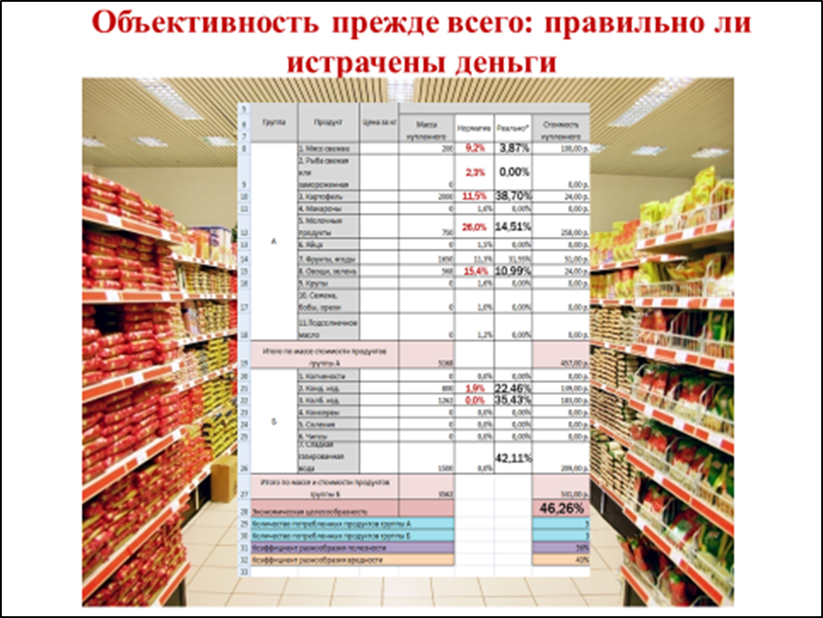 Объективность прежде всего: правильно ли
истрачены деньги
5
6 Группа Продукт Цена за кг Масса Норматив Реально* Стоимость
7 купленного купленного
8 1. Мясо свежее 200 9,2% 3,87% 100,00 р.
2. Рыба свежая
или
9 замороженная 0 2,3% 0,00% 0,00 р.
10 3. Картофель 2000 11,5% 38,70% 24,00 р.
11 4. Макароны 0 1,6% 0,00% 0,00 р.
5. Молочные
12 продукты 750 26,0% 14,51% 258,00 р.
13 А 6. Яйца 0 1,5% 0,00% 0,00 р.
14 7. Фрукты, ягоды 1650 11,3% 31,93% 51,00 р.
15 8. Овощи, зелень 568 15,4% 10,99% 24,00 р.
16 9. Крупы 0 1,6% 0,00% 0,00 р.
10. Семена,
17 бобы, орехи 0 1,0% 0,00% 0,00 р.
11. Подсолнечное
18 масло 0 1,2% 0,00% 0,00 р.
Итого по массе стоимости продуктов
19 группы А 5168 457,00 р.
20 1. Копчености 0 0,0% 0,00% 0,00 р.
21 2. Конд. изд. 800 1,9% 22,46% 139,00 р.
22 3. Колб. изд. 1262 0,0% 35,43% 183,00 р.
23 4. Консервы 0 0,0% 0,00% 0,00 р.
24 Б 5. Соления 0 0,0% 0,00% 0,00 р.
25 6. Чипсы 0 0,0% 0,00% 0,00 р.
7. Сладкая
газированная
26 вода 1500 0,0% 42,11% 209,00 р.
Итого по массе и стоимости продуктов
27 группы Б 3562 531,00 р.
28 Экономическая целесообразность 46,26%
29 Количество потребленных продуктов группы А 5
30 Количество потребленных продуктов группы Б 3
31 Коэффициент разнообразия полезности 56%
32 Коэффициент разнообразия вредности 43%
33